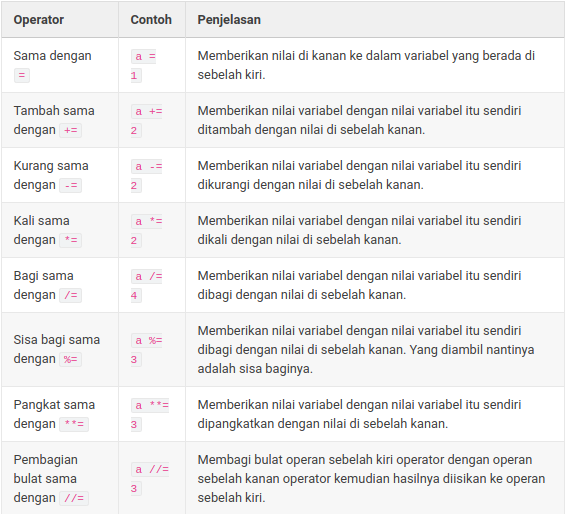 Operator Contoh Penjelasan
Sama dengan
=
a =
1
Memberikan nilai di kanan ke dalam variabel yang berada di
sebelah kiri.
Tambah sama
dengan +=
a +=
2
Memberikan nilai variabel dengan nilai variabel itu sendiri
ditambah dengan nilai di sebelah kanan.
Kurang sama
dengan -=
a -=
2
Memberikan nilai variabel dengan nilai variabel itu sendiri
dikurangi dengan nilai di sebelah kanan.
Kali sama
dengan *=
a *=
2
Memberikan nilai variabel dengan nilai variabel itu sendiri
dikali dengan nilai di sebelah kanan.
Bagi sama
dengan /=
a /=
4
Memberikan nilai variabel dengan nilai variabel itu sendiri
dibagi dengan nilai di sebelah kanan.
Sisa bagi sama
dengan %=
a %=
3
Memberikan nilai variabel dengan nilai variabel itu sendiri
dibagi dengan nilai di sebelah kanan. Yang diambil nantinya
adalah sisa baginya.
Pangkat sama
dengan **=
a **=
3
Memberikan nilai variabel dengan nilai variabel itu sendiri
dipangkatkan dengan nilai di sebelah kanan.
Pembagian
bulat sama
dengan //=
a //=
3
Membagi bulat operan sebelah kiri operator dengan operan
sebelah kanan operator kemudian hasilnya diisikan ke operan
sebelah kiri.